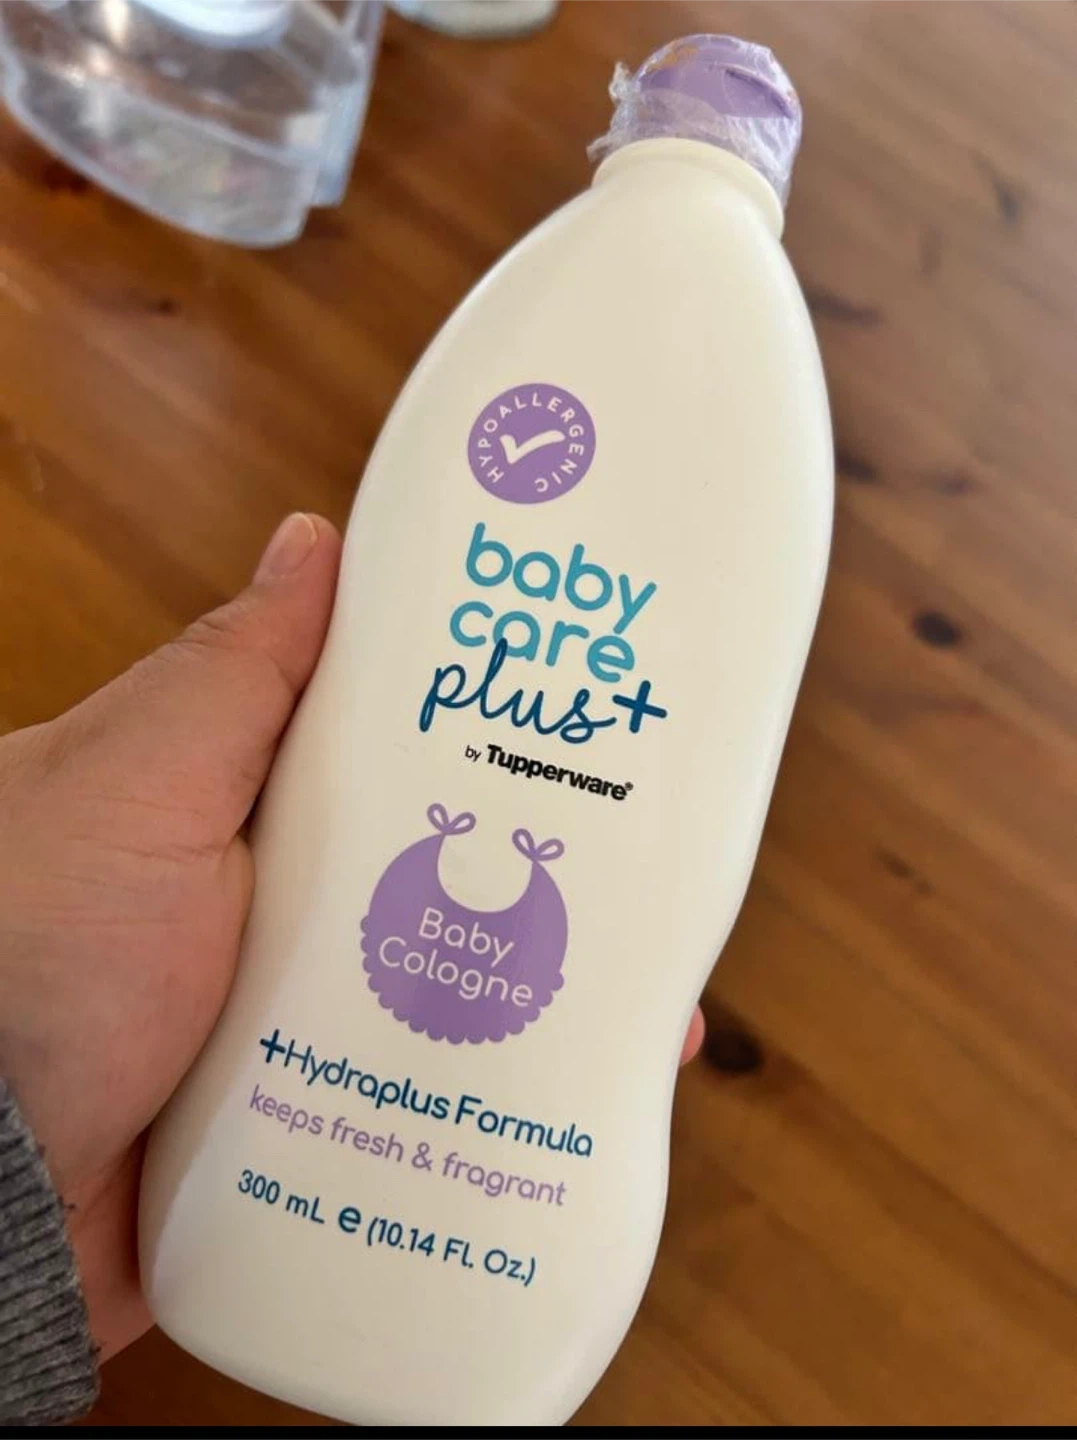 HYPOALLERGENIC
baby
care
plus+
by Tupperware®
Baby
Cologne
+Hydraplus Formula
keeps fresh & fragrant
300 mL e (10.14 Fl. Oz.)